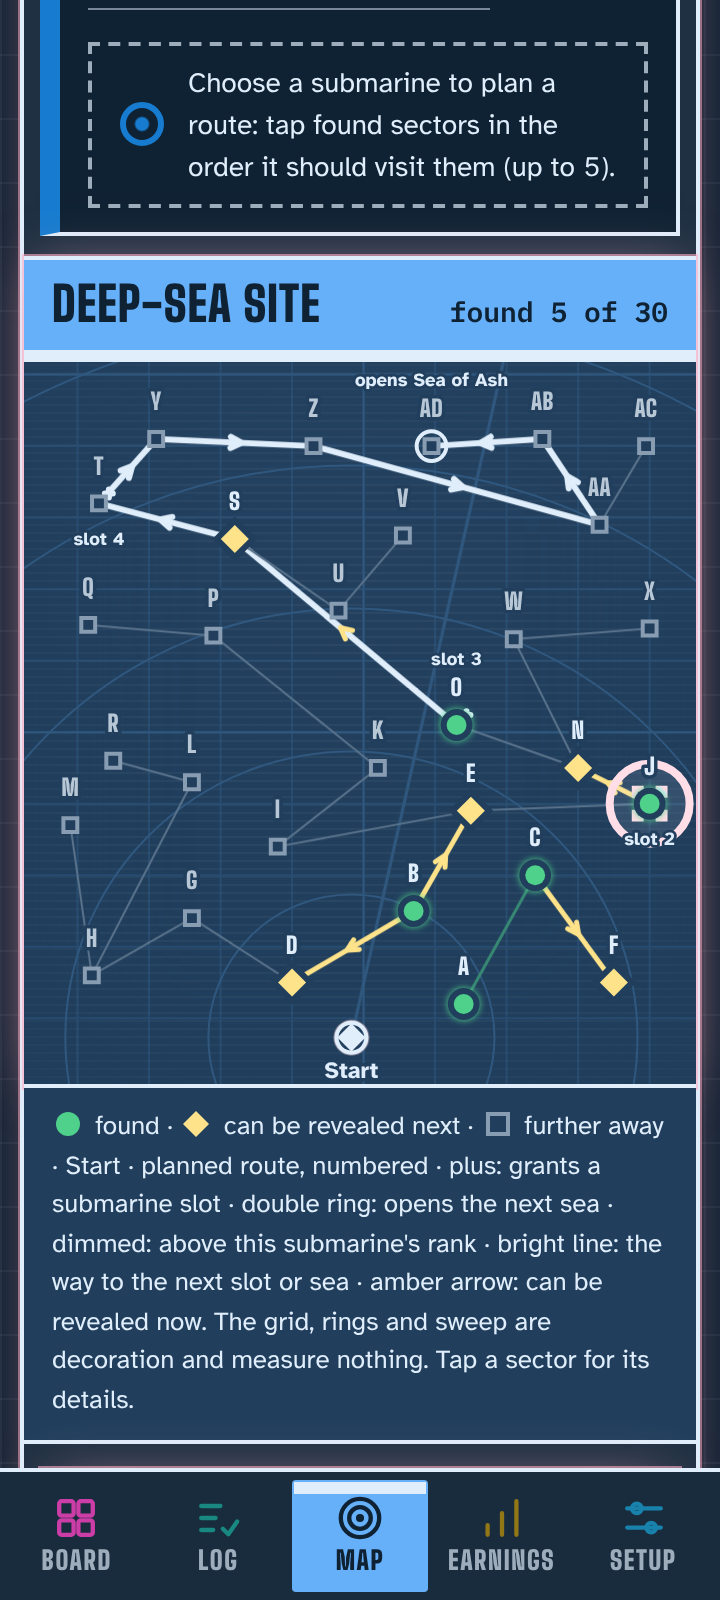 Choose a submarine to plan a
route: tap found sectors in the
order it should visit them (up to 5).
DEEP-SEA SITE
found 5 of 30
opens Sea of Ash
Y
Z
AD
AB
AC
T
S
V
AA
slot 4
Q
P
U
W
X
slot 3
O
R
L
K
N
J
M
I
E
slot 2
C
G
B
H
D
A
F
Start
found · can be revealed next · further away
· Start · planned route, numbered · plus: grants a
submarine slot · double ring: opens the next sea ·
dimmed: above this submarine's rank · bright line: the
way to the next slot or sea · amber arrow: can be
revealed now. The grid, rings and sweep are
decoration and measure nothing. Tap a sector for its
details.
BOARD
LOG
MAP
EARNINGS
SETUP